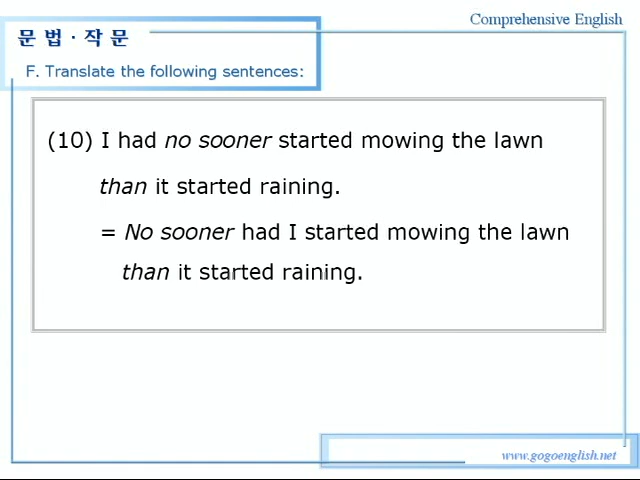 Comprehensive English
문 법 · 작 문
F. Translate the following sentences:
(10) I had no sooner started mowing the lawn
than it started raining.
= No sooner had I started mowing the lawn
than it started raining.
www.gogoenglish.net